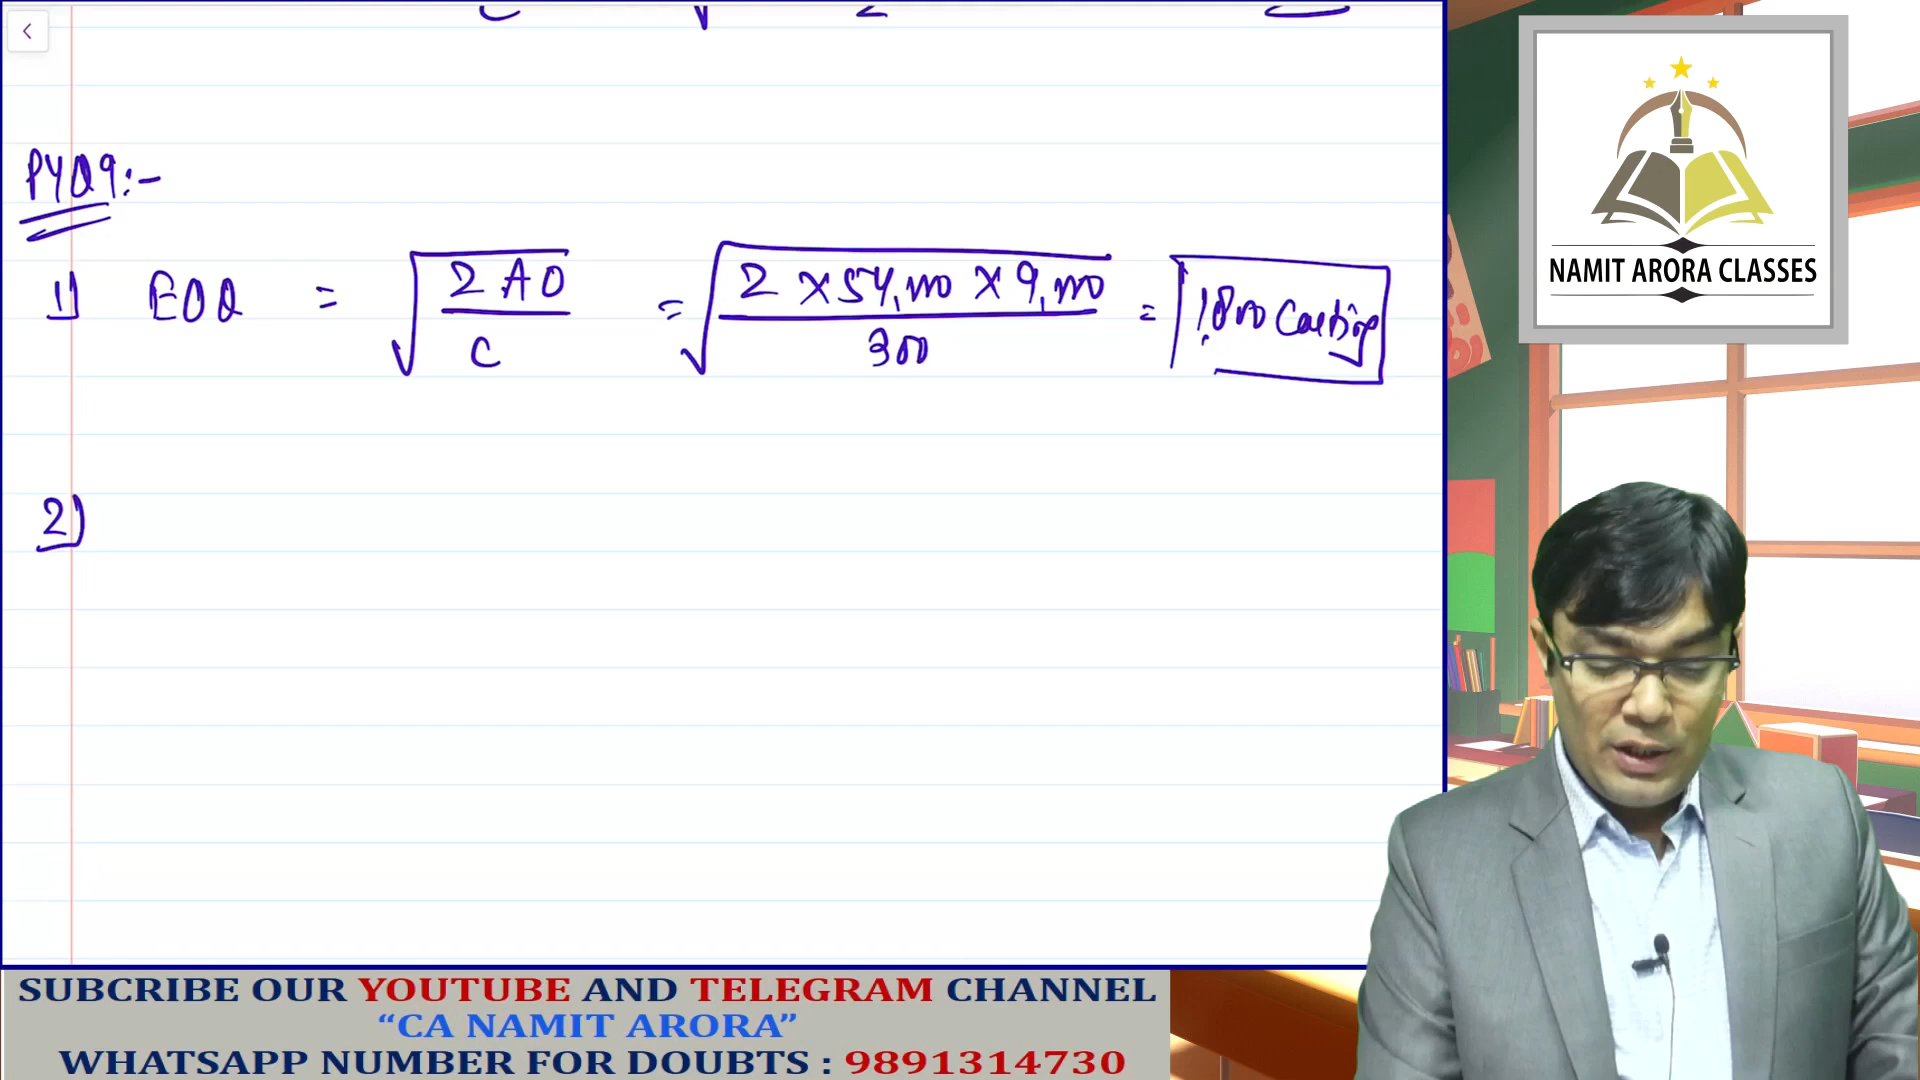 PYQ9:-
1) EOQ = √2AO/C = √2 × 54,000 × 9,000/300 = 1800 Castings
2)
NAMIT ARORA CLASSES
SUBCRIBE OUR YOUTUBE AND TELEGRAM CHANNEL
“CA NAMIT ARORA”
WHATSAPP NUMBER FOR DOUBTS : 9891314730